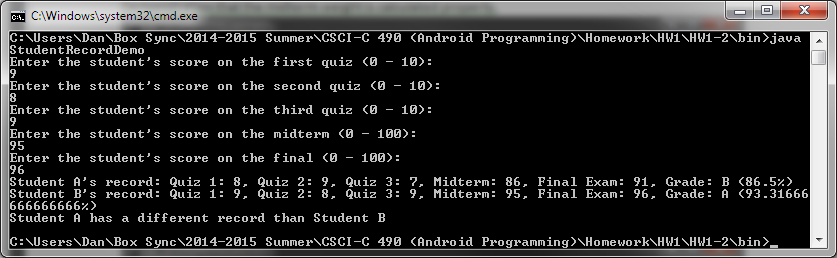 C:\Windows\system32\cmd.exe
C:\Users\Dan\Box Sync\2014-2015 Summer\CSCI-C 490 (Android Programming)\Homework\HW1\HW1-2\bin>java
StudentRecordDemo
Enter the student's score on the first quiz (0 - 10):
9
Enter the student's score on the second quiz (0 - 10):
8
Enter the student's score on the third quiz (0 - 10):
9
Enter the student's score on the midterm (0 - 100):
95
Enter the student's score on the final (0 - 100):
96
Student A's record: Quiz 1: 8, Quiz 2: 9, Quiz 3: 7, Midterm: 86, Final Exam: 91, Grade: B (86.5%)
Student B's record: Quiz 1: 9, Quiz 2: 8, Quiz 3: 9, Midterm: 95, Final Exam: 96, Grade: A (93.31666
666666666%)
Student A has a different record than Student B
C:\Users\Dan\Box Sync\2014-2015 Summer\CSCI-C 490 (Android Programming)\Homework\HW1\HW1-2\bin>_